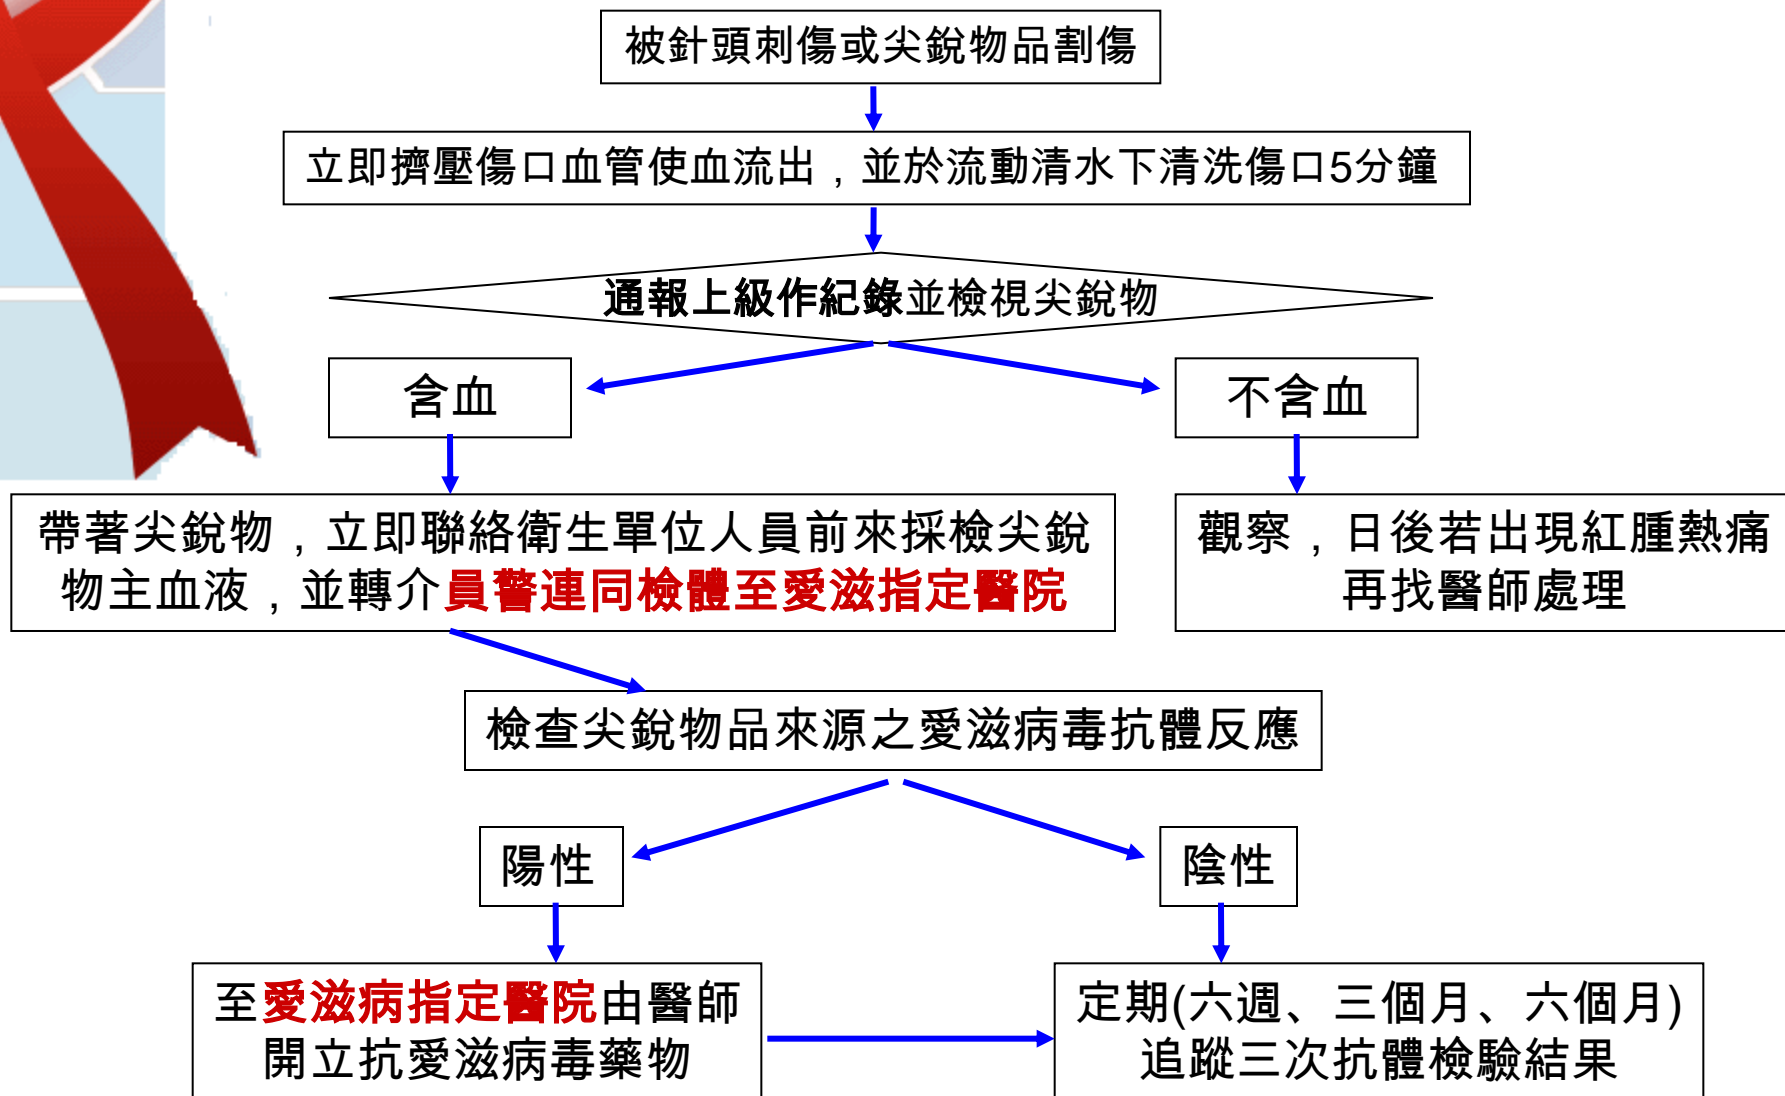 被針頭刺傷或尖銳物品割傷
立即擠壓傷口血管使血流出，並於流動清水下清洗傷口5分鐘
通報上級作紀錄並檢視尖銳物
含血
不含血
帶著尖銳物，立即聯絡衛生單位人員前來採檢尖銳
物主血液，並轉介員警連同檢體至愛滋指定醫院
觀察，日後若出現紅腫熱痛
再找醫師處理
檢查尖銳物品來源之愛滋病毒抗體反應
陽性
陰性
至愛滋病指定醫院由醫師
開立抗愛滋病毒藥物
定期(六週、三個月、六個月)
追蹤三次抗體檢驗結果